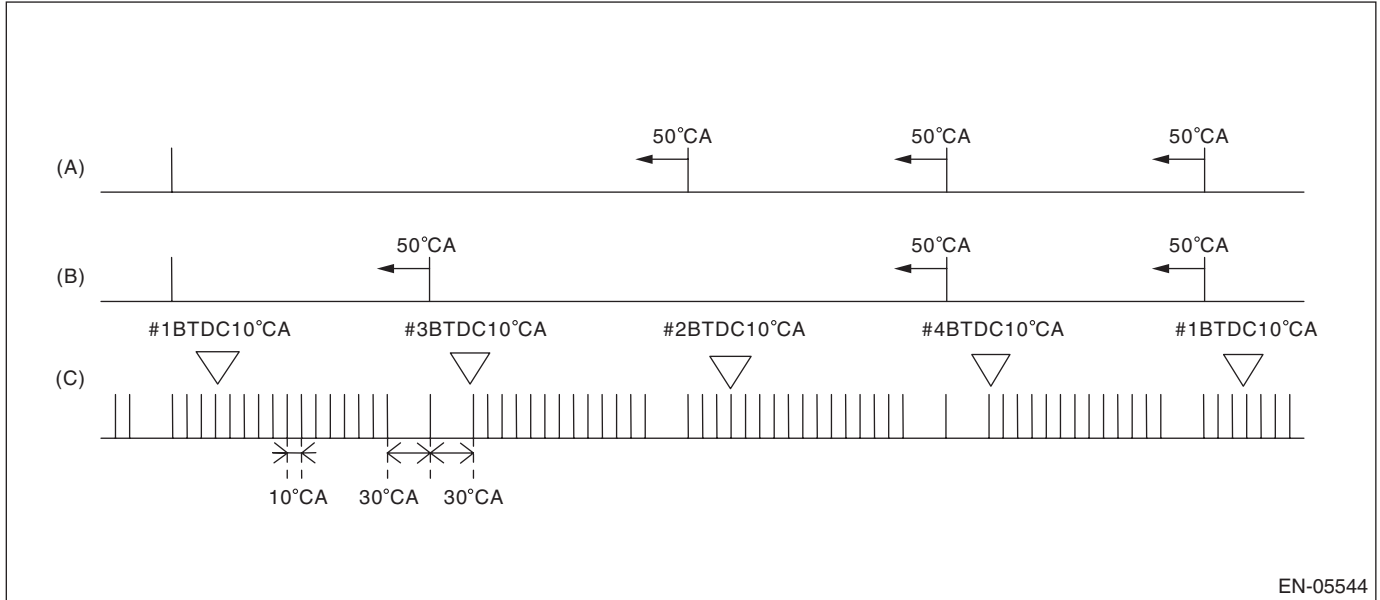 50°CA 50°CA 50°CA
(A)
50°CA 50°CA 50°CA
(B)
#1BTDC10°CA #3BTDC10°CA #2BTDC10°CA #4BTDC10°CA #1BTDC10°CA
(C)
10°CA 30°CA 30°CA
EN-05544